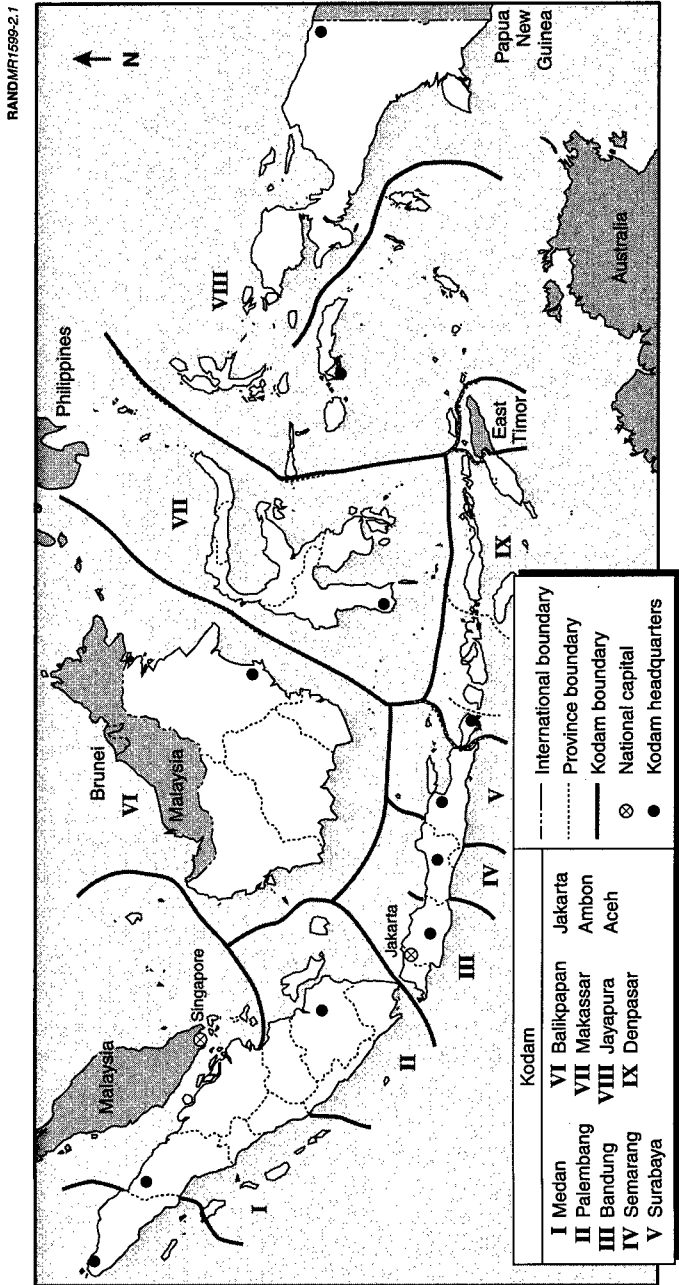 RANDMR1599-2.1
N
Philippines
Brunei
VI
Malaysia
VII
VIII
Papua
New
Guinea
Malaysia
Singapore
Jakarta
I
II
III
IV
V
IX
East
Timor
Australia
Kodam
I Medan
II Palembang
III Bandung
IV Semarang
V Surabaya
VI Balikpapan
VII Makassar
VIII Jayapura
IX Denpasar
Jakarta
Ambon
Aceh
International boundary
Province boundary
Kodam boundary
National capital
Kodam headquarters